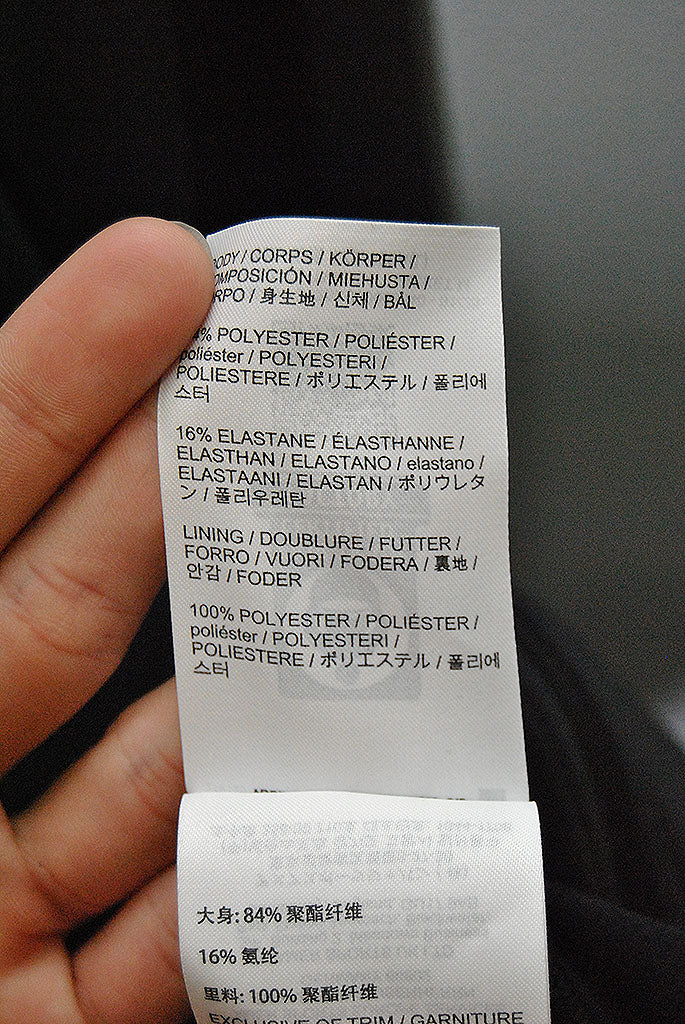 BODY / CORPS / KÖRPER /
COMPOSICIÓN / MIEHUSTA /
CORPO / 身生地 / 신체 / BÅL
84% POLYESTER / POLIÉSTER /
poliéster / POLYESTERI /
POLIESTERE / ポリエステル / 폴리에
스터
16% ELASTANE / ÉLASTHANNE /
ELASTHAN / ELASTANO / elastano /
ELASTAANI / ELASTAN / ポリウレタ
ン / 폴리우레탄
LINING / DOUBLURE / FUTTER /
FORRO / VUORI / FODERA / 裏地 /
안감 / FODER
100% POLYESTER / POLIÉSTER /
poliéster / POLYESTERI /
POLIESTERE / ポリエステル / 폴리에
스터
大身: 84% 聚酯纤维
16% 氨纶
里料: 100% 聚酯纤维
EXCLUSIVE OF TRIM / GARNITURE